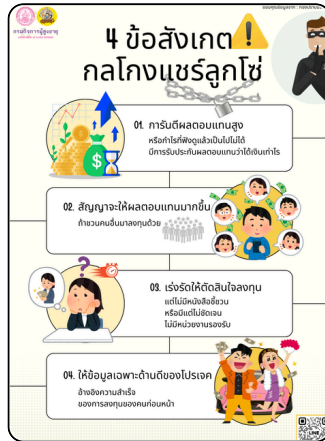 กรมกิจการผู้สูงอายุ
4 ข้อสังเกต
กลโกงแชร์ลูกโซ่
01. การันตีผลตอบแทนสูง
หรือกำไรที่ฟังดูแล้วเป็นไปไม่ได้
มีการรับประกันผลตอบแทนว่าได้เงินเท่าไร
02. สัญญาจะให้ผลตอบแทนมากขึ้น
ถ้าชวนคนอื่นมาลงทุนด้วย
03. เร่งรัดให้ตัดสินใจลงทุน
แต่ไม่มีหนังสือชี้ชวน
หรือมีแต่ไม่ชัดเจน
ไม่มีหน่วยงานรองรับ
04. ให้ข้อมูลเฉพาะด้านดีของโปรเจค
อ้างอิงความสำเร็จ
ของการลงทุนของคนก่อนหน้า
LINE